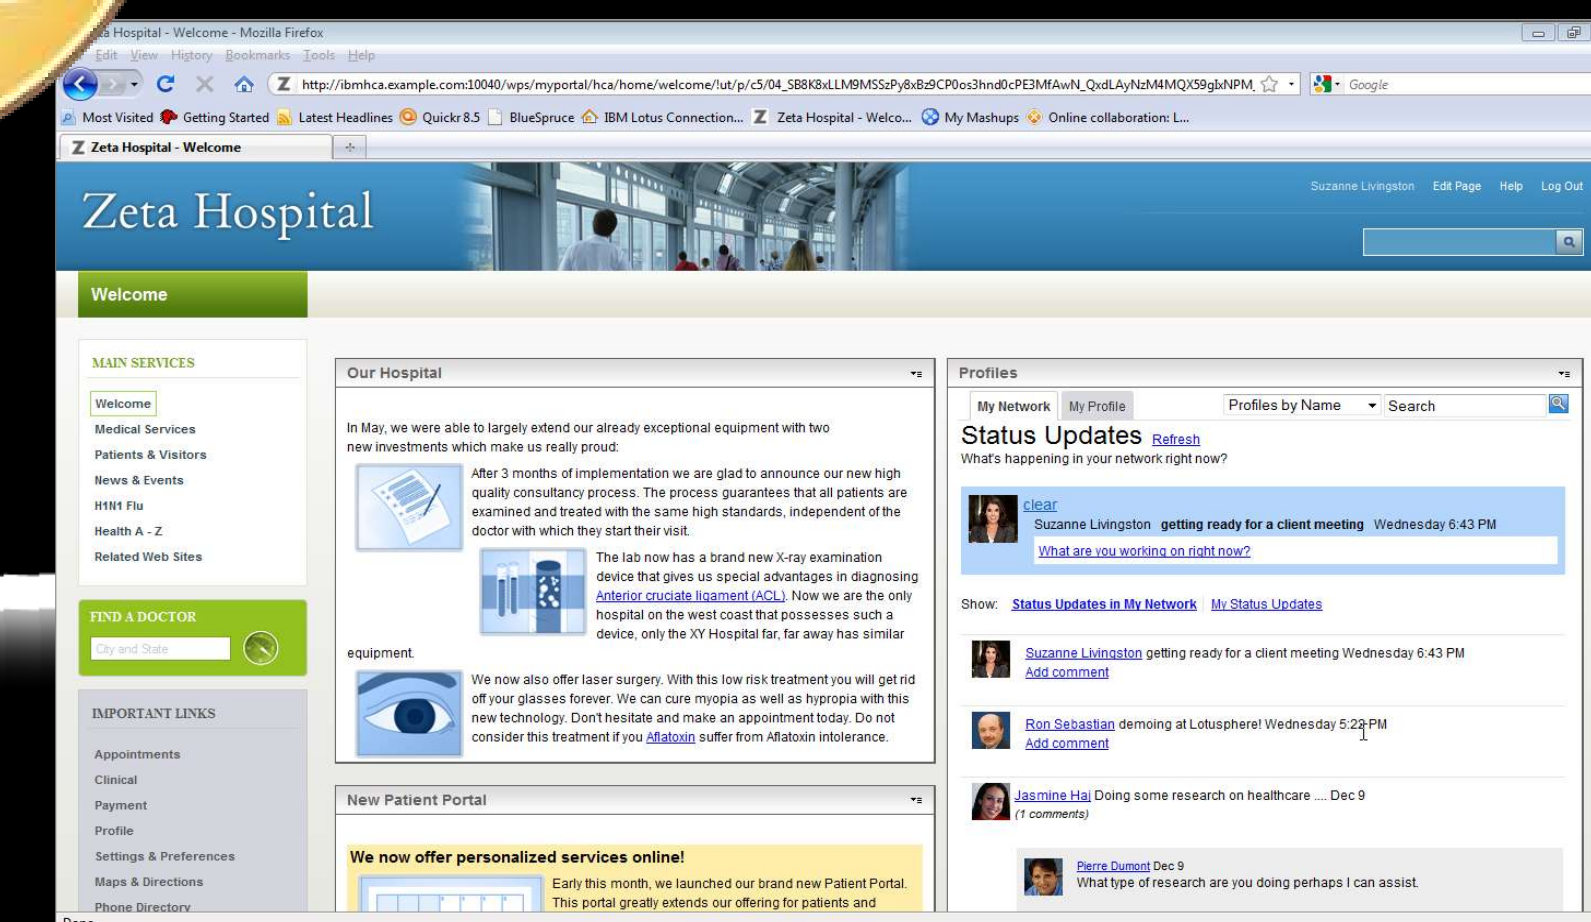 Zeta Hospital - Welcome - Mozilla Firefox
Edit View History Bookmarks Tools Help
Z http://ibmhca.example.com:10040/wps/myportal/hca/home/welcome/!ut/p/c5/
Google
Most Visited Getting Started Latest Headlines Quickr 8.5 BlueSpruce IBM Lotus Connection... Z Zeta Hospital - Welco... My Mashups Online collaboration: L...
Z Zeta Hospital - Welcome
Zeta Hospital
Suzanne Livingston Edit Page Help Log Out
Welcome
MAIN SERVICES
Welcome
Medical Services
Patients & Visitors
News & Events
H1N1 Flu
Health A - Z
Related Web Sites
FIND A DOCTOR
City and State
IMPORTANT LINKS
Appointments
Clinical
Payment
Profile
Settings & Preferences
Maps & Directions
Phone Directory
Our Hospital
In May, we were able to largely extend our already exceptional equipment with two
new investments which make us really proud:
After 3 months of implementation we are glad to announce our new high
quality consultancy process. The process guarantees that all patients are
examined and treated with the same high standards, independent of the
doctor with which they start their visit.
The lab now has a brand new X-ray examination
device that gives us special advantages in diagnosing
Anterior cruciate ligament (ACL). Now we are the only
hospital on the west coast that possesses such a
device, only the XY Hospital far, far away has similar
equipment.
We now also offer laser surgery. With this low risk treatment you will get rid
off your glasses forever. We can cure myopia as well as hypropia with this
new technology. Don't hesitate and make an appointment today. Do not
consider this treatment if you Aflatoxin suffer from Aflatoxin intolerance.
New Patient Portal
We now offer personalized services online!
Early this month, we launched our brand new Patient Portal.
This portal greatly extends our offering for patients and
Profiles
My Network My Profile Profiles by Name Search
Status Updates Refresh
What's happening in your network right now?
clear
Suzanne Livingston getting ready for a client meeting Wednesday 6:43 PM
What are you working on right now?
Show: Status Updates in My Network My Status Updates
Suzanne Livingston getting ready for a client meeting Wednesday 6:43 PM
Add comment
Ron Sebastian demoing at Lotusphere! Wednesday 5:22 PM
Add comment
Jasmine Haj Doing some research on healthcare .... Dec 9
(1 comments)
Pierre Dumont Dec 9
What type of research are you doing perhaps I can assist.